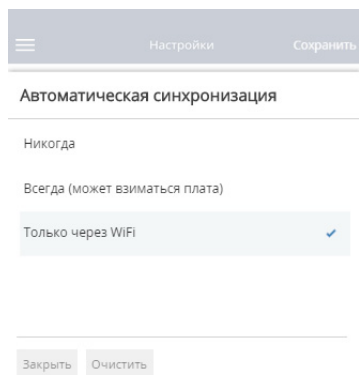 Настройки Сохранить
Автоматическая синхронизация
Никогда
Всегда (может взиматься плата)
Только через WiFi
Закрыть Очистить